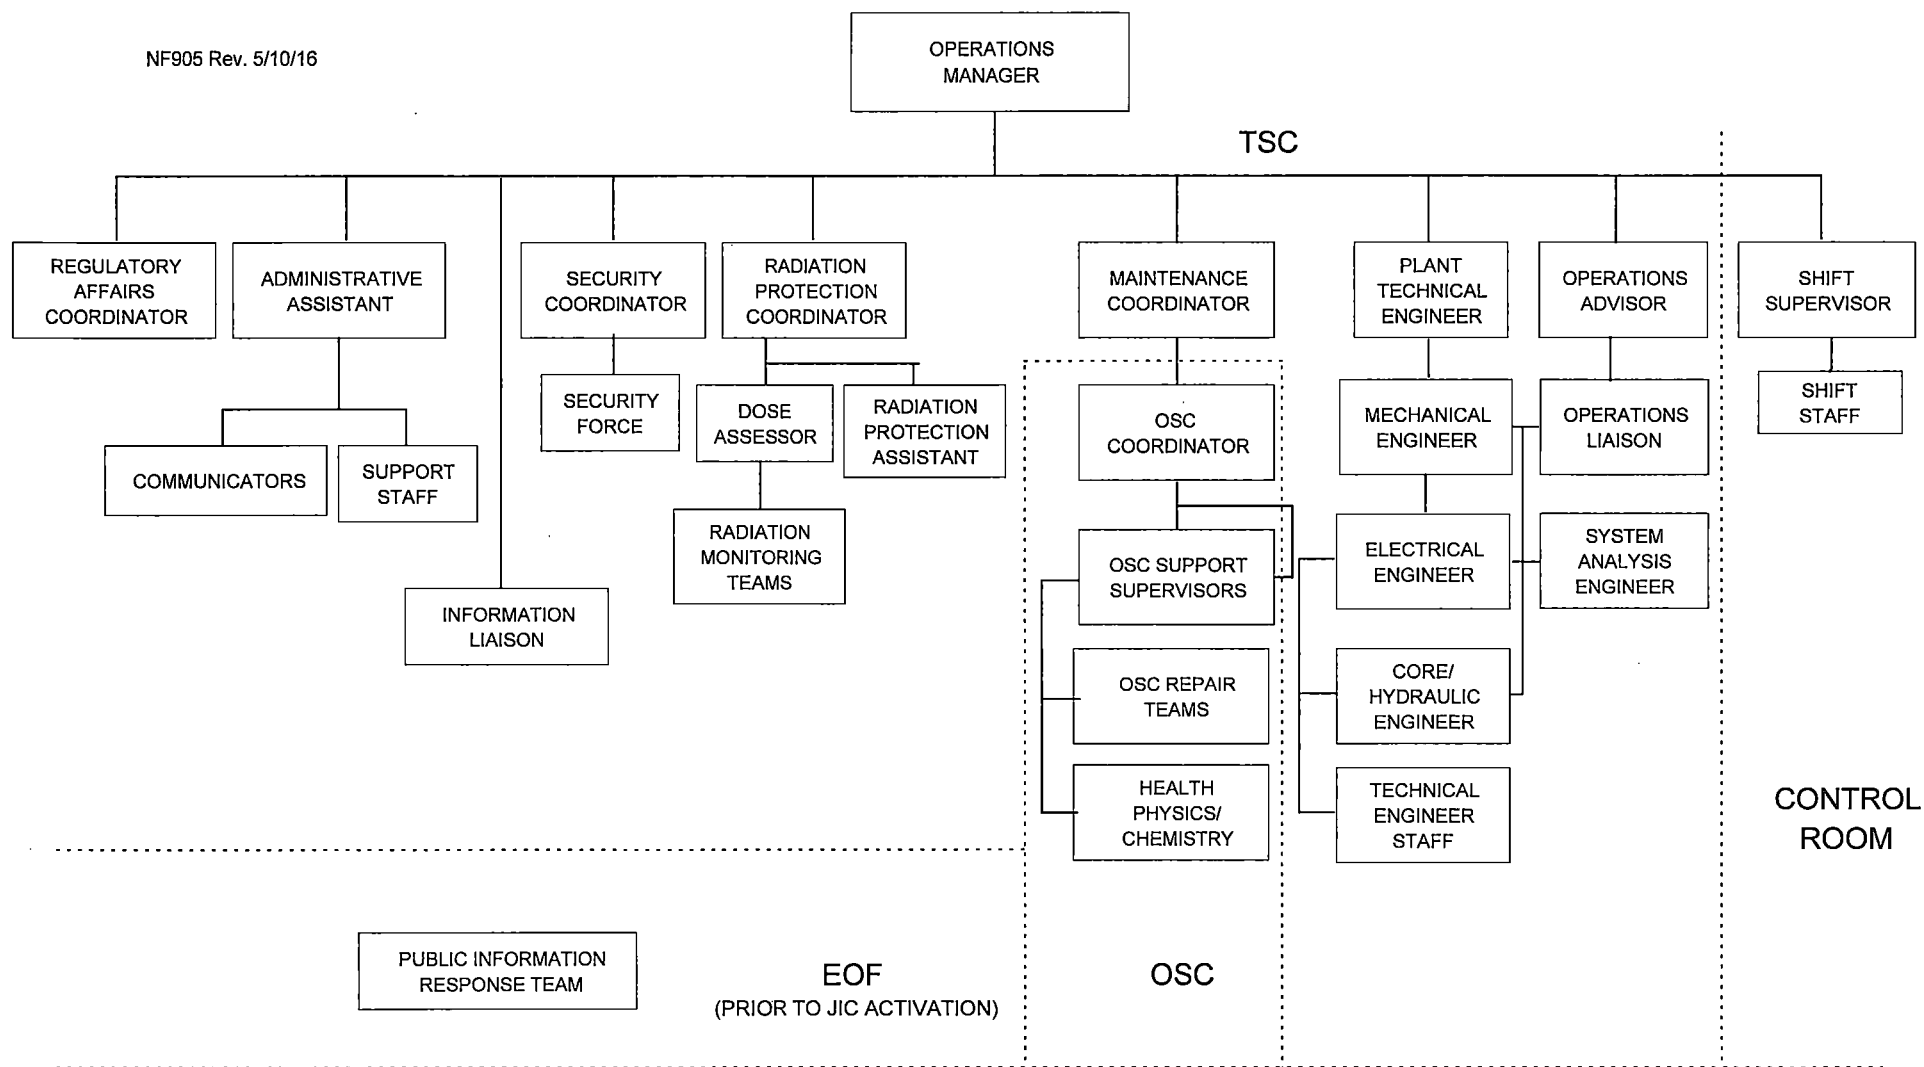 NF905 Rev. 5/10/16
OPERATIONS
MANAGER
TSC
REGULATORY
AFFAIRS
COORDINATOR
ADMINISTRATIVE
ASSISTANT
SECURITY
COORDINATOR
RADIATION
PROTECTION
COORDINATOR
MAINTENANCE
COORDINATOR
PLANT
TECHNICAL
ENGINEER
OPERATIONS
ADVISOR
SHIFT
SUPERVISOR
COMMUNICATORS
SUPPORT
STAFF
SECURITY
FORCE
DOSE
ASSESSOR
RADIATION
PROTECTION
ASSISTANT
OSC
COORDINATOR
MECHANICAL
ENGINEER
OPERATIONS
LIAISON
SHIFT
STAFF
INFORMATION
LIAISON
RADIATION
MONITORING
TEAMS
OSC SUPPORT
SUPERVISORS
ELECTRICAL
ENGINEER
SYSTEM
ANALYSIS
ENGINEER
OSC REPAIR
TEAMS
CORE/
HYDRAULIC
ENGINEER
HEALTH
PHYSICS/
CHEMISTRY
TECHNICAL
ENGINEER
STAFF
CONTROL
ROOM
PUBLIC INFORMATION
RESPONSE TEAM
EOF
(PRIOR TO JIC ACTIVATION)
OSC